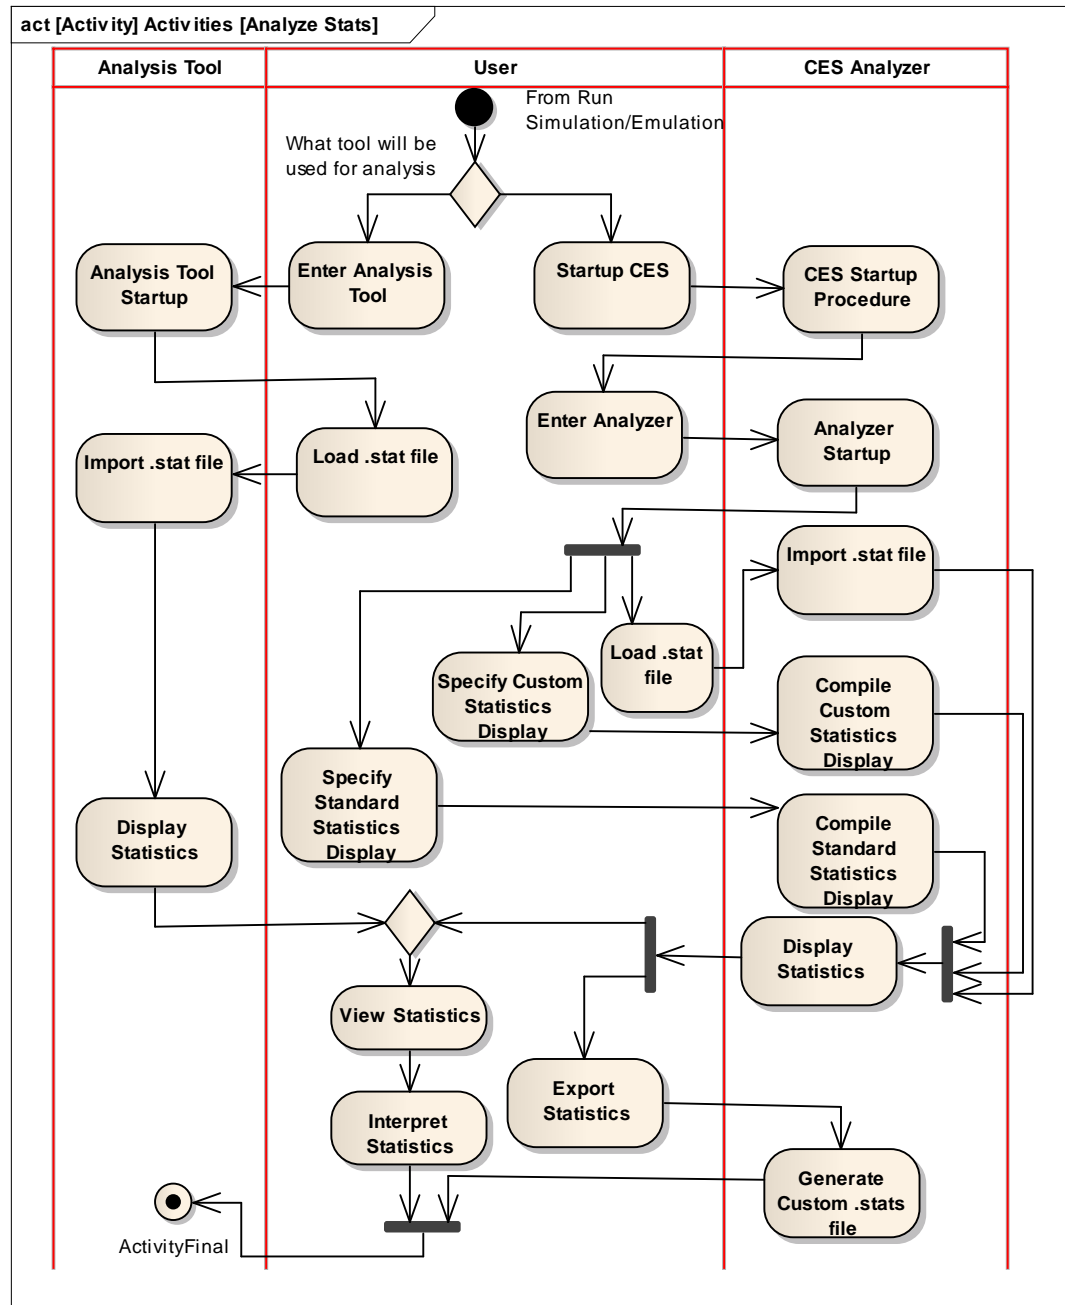 act [Activity] Activities [Analyze Stats]
Analysis Tool
User
CES Analyzer
From Run
Simulation/Emulation
What tool will be
used for analysis
Analysis Tool
Startup
Enter Analysis
Tool
Startup CES
CES Startup
Procedure
Enter Analyzer
Analyzer
Startup
Import .stat file
Load .stat file
Import .stat file
Load .stat
file
Specify Custom
Statistics
Display
Compile
Custom
Statistics
Display
Specify
Standard
Statistics
Display
Compile
Standard
Statistics
Display
Display
Statistics
Display
Statistics
View Statistics
Export
Statistics
Interpret
Statistics
Generate
Custom .stats
file
ActivityFinal